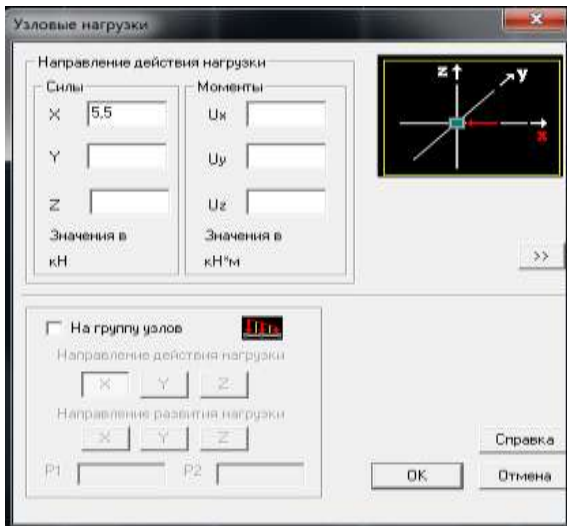 Узловые нагрузки
Направление действия нагрузки
Силы
Моменты
X 5,5
Ux
Y
Uy
Z
Uz
Значения в
кН
Значения в
кН*м
z
y
x
>>
На группу узлов
Направление действия нагрузки
X Y Z
Направление развития нагрузки
X Y Z
P1
P2
Справка
OK
Отмена